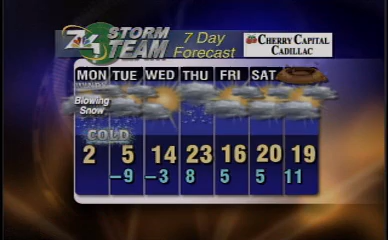 7&4 STORM TEAM
7 Day Forecast
CHERRY CAPITAL CADILLAC
MON TUE WED THU FRI SAT
Blowing Snow
COLD
2 5 14 23 16 20 19
-9 -3 8 5 5 11